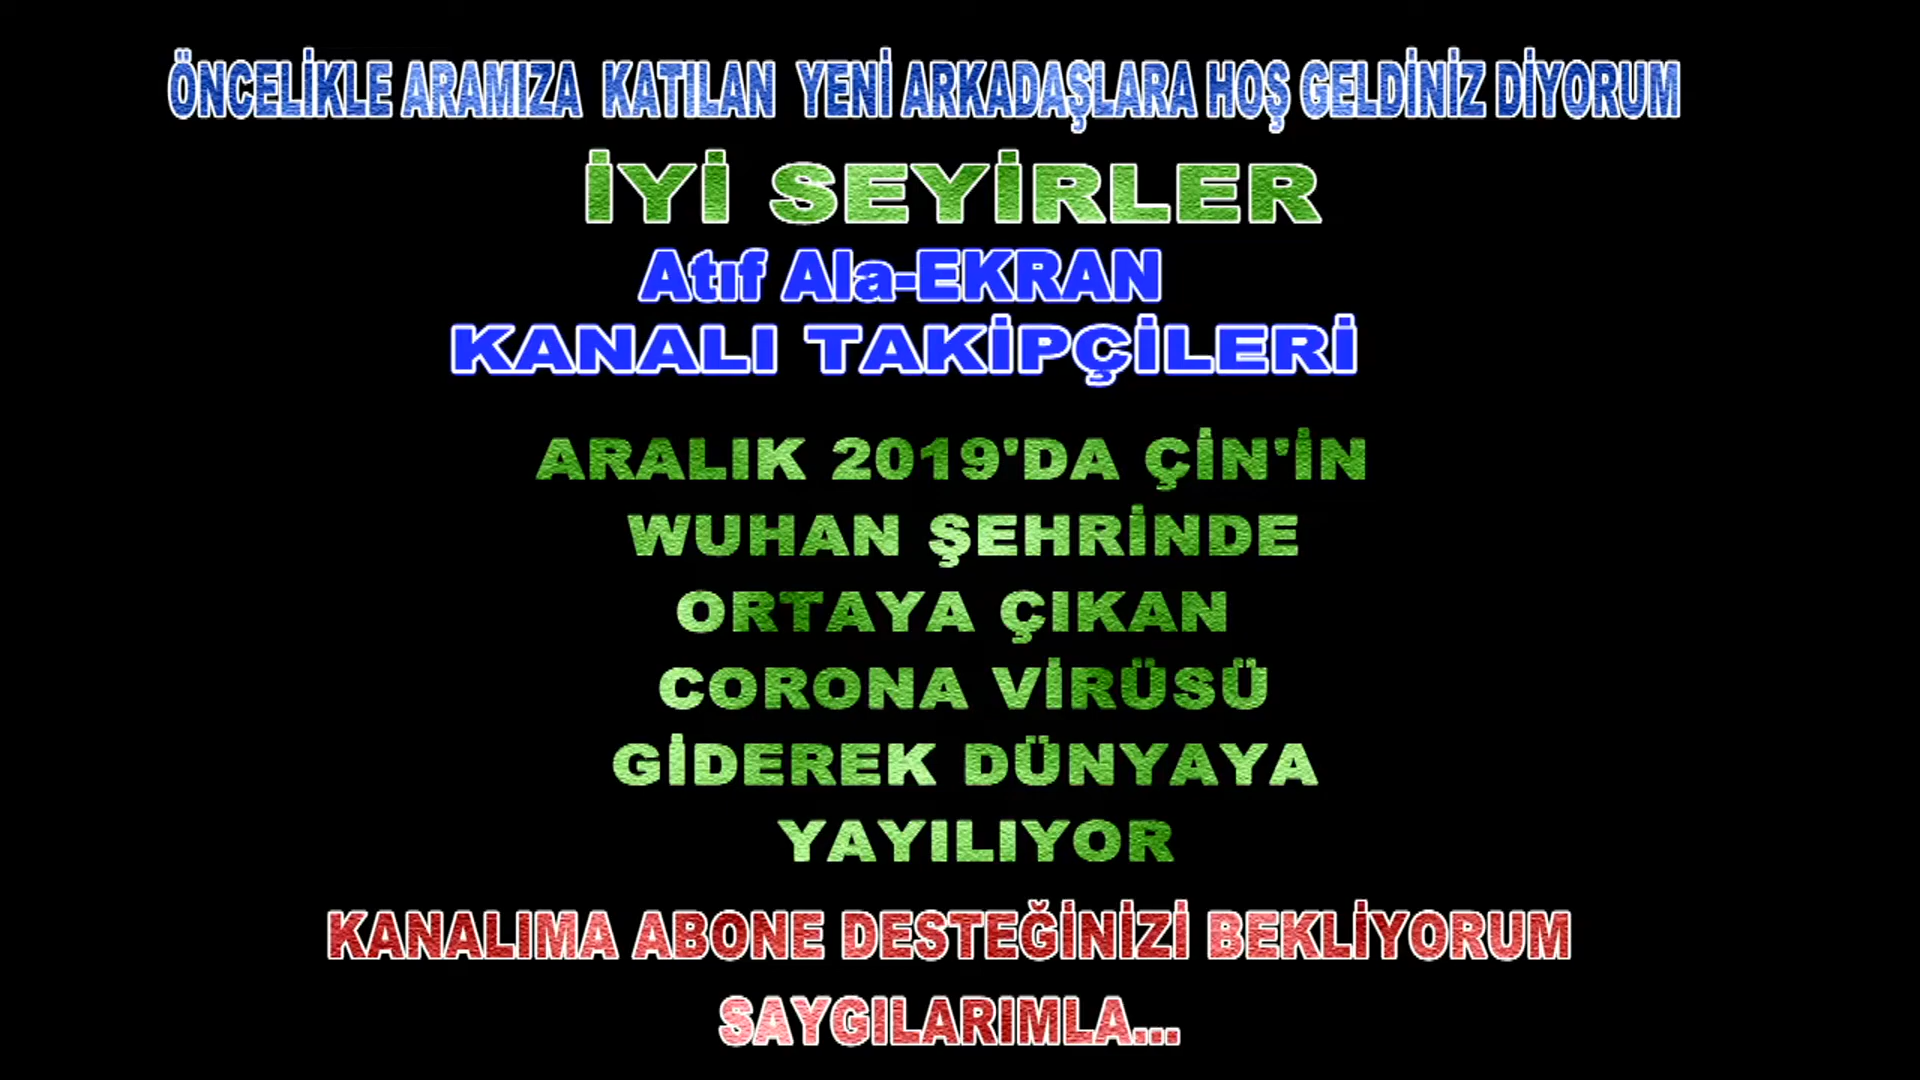 ÖNCELİKLE ARAMIZA KATILAN YENİ ARKADAŞLARA HOŞ GELDİNİZ DİYORUM
İYİ SEYİRLER
Atıf Ala-EKRAN
KANALI TAKİPÇİLERİ
ARALIK 2019'DA ÇİN'İN
WUHAN ŞEHRİNDE
ORTAYA ÇIKAN
CORONA VİRÜSÜ
GİDEREK DÜNYAYA
YAYILIYOR
KANALIMA ABONE DESTEĞİNİZİ BEKLİYORUM
SAYGILARIMLA...